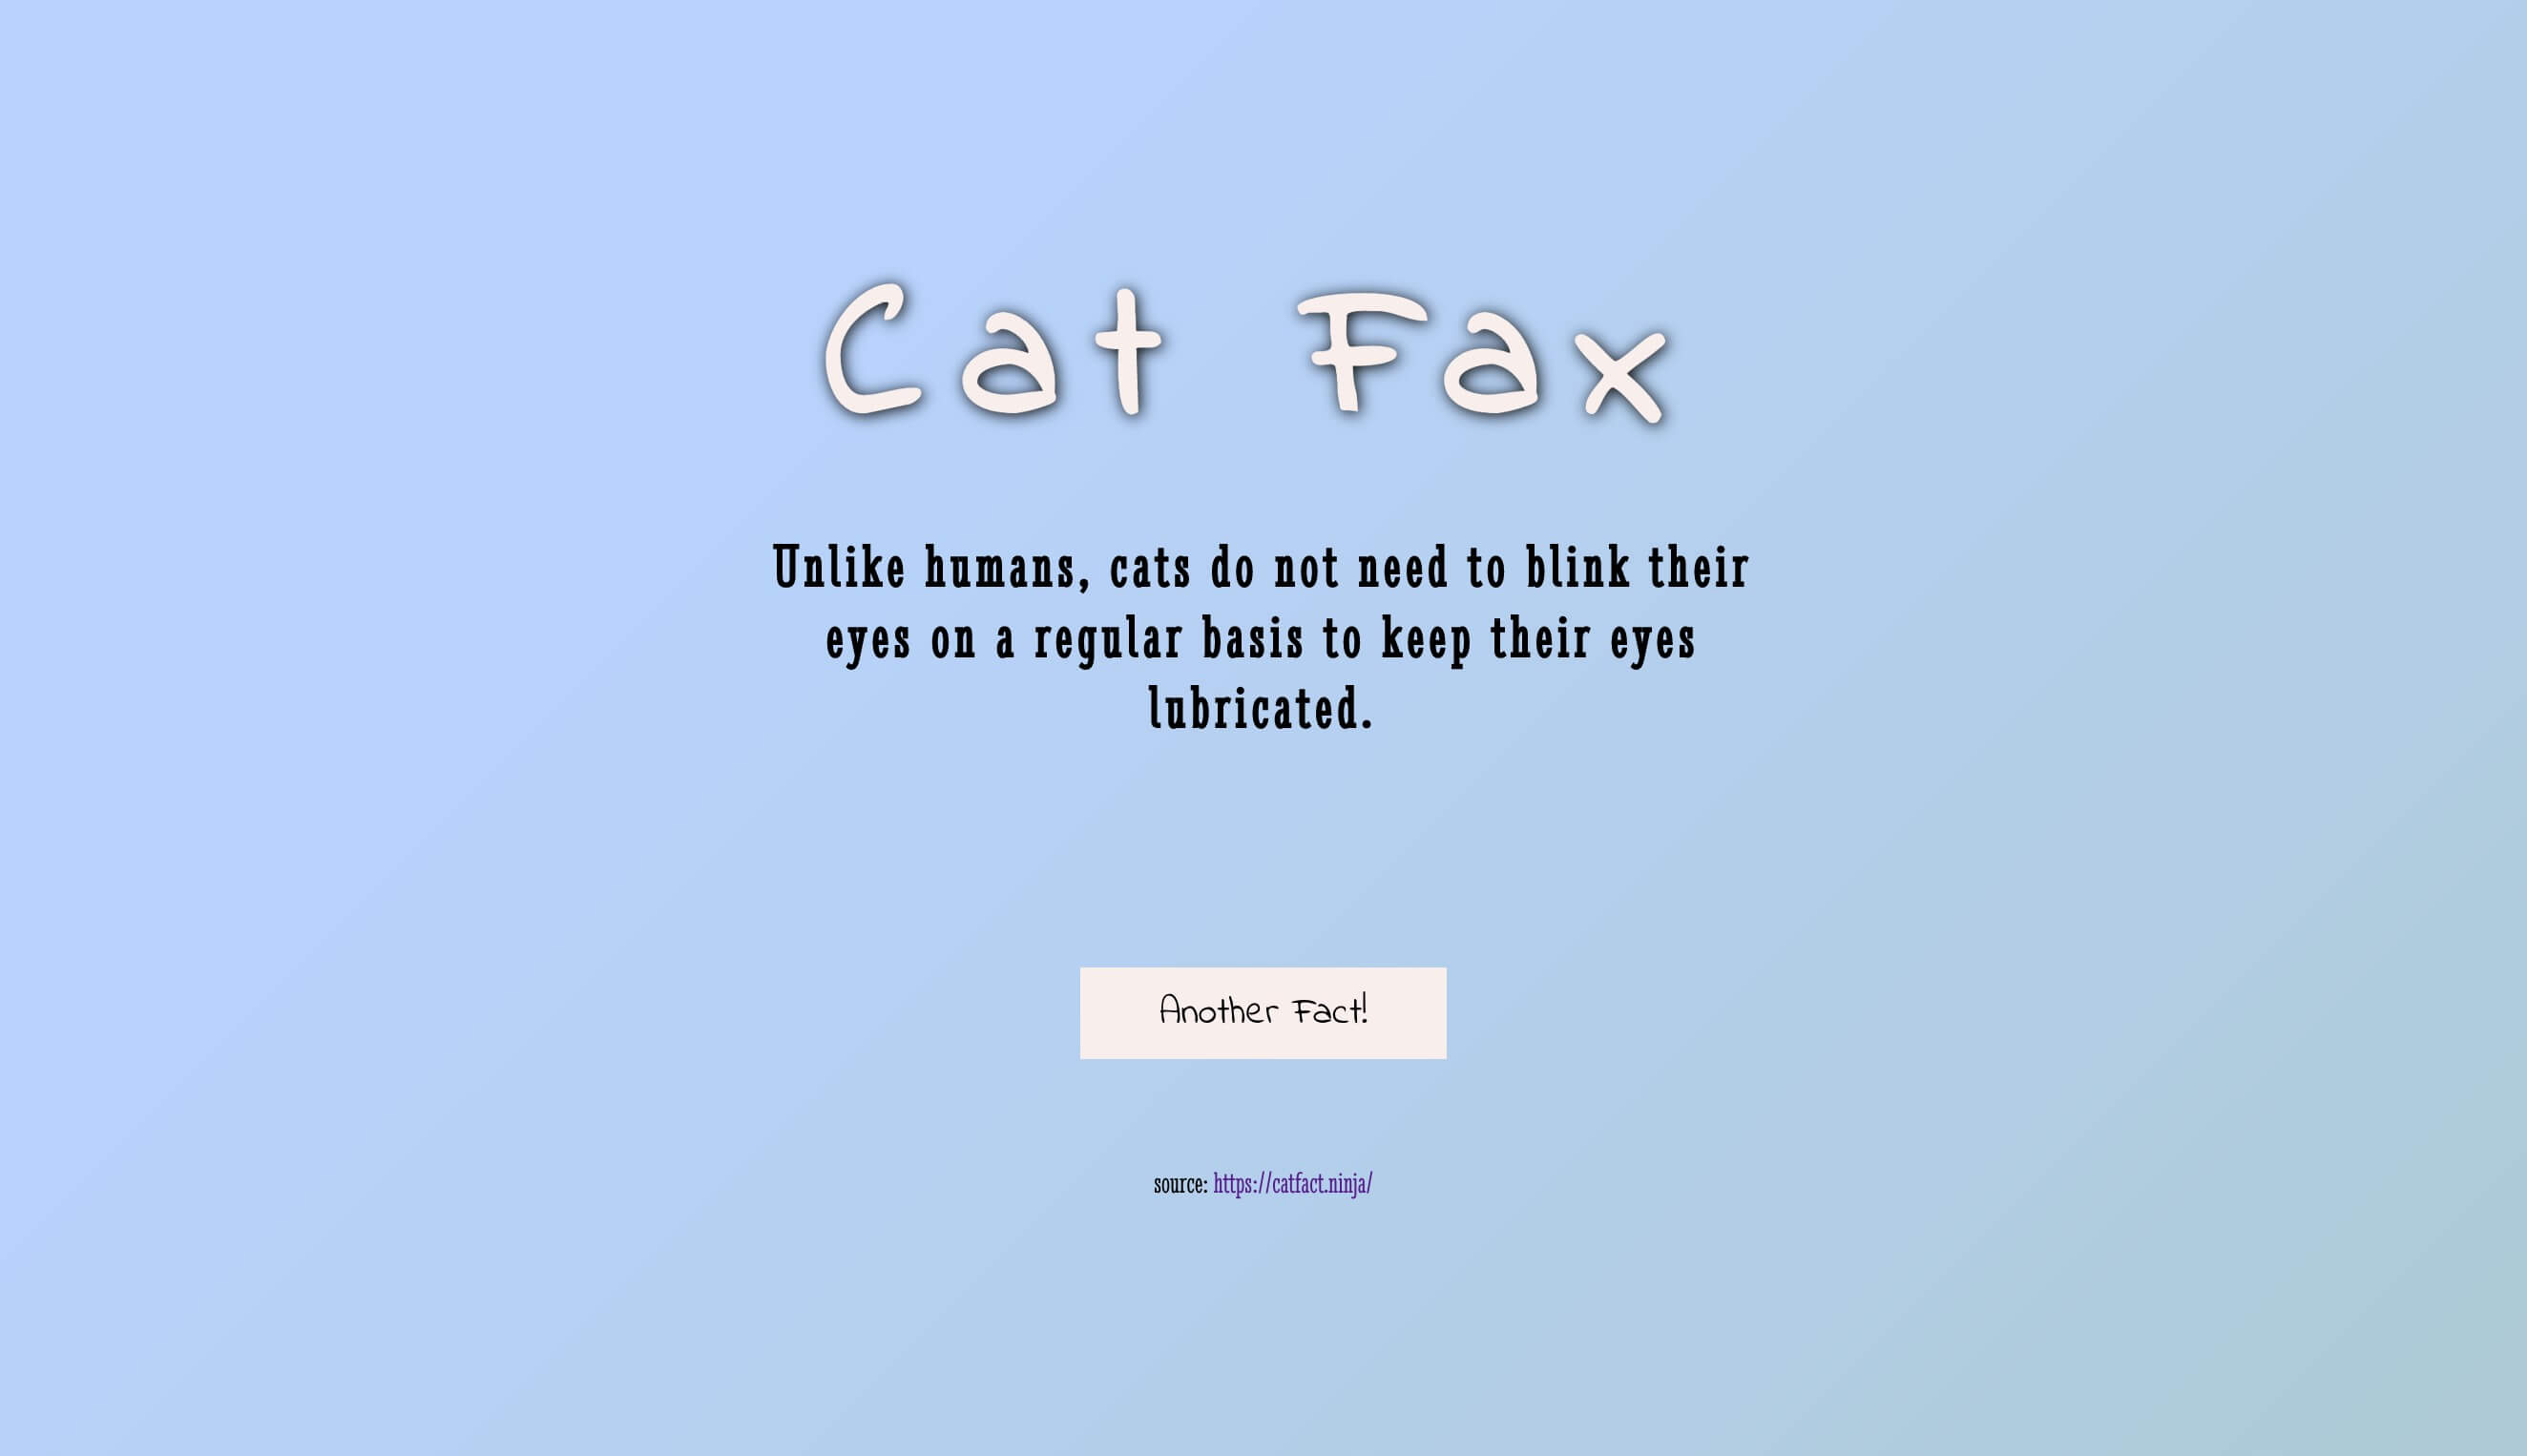 Cat Fax
Unlike humans, cats do not need to blink their
eyes on a regular basis to keep their eyes
lubricated.
Another Fact!
source: https://catfact.ninja/